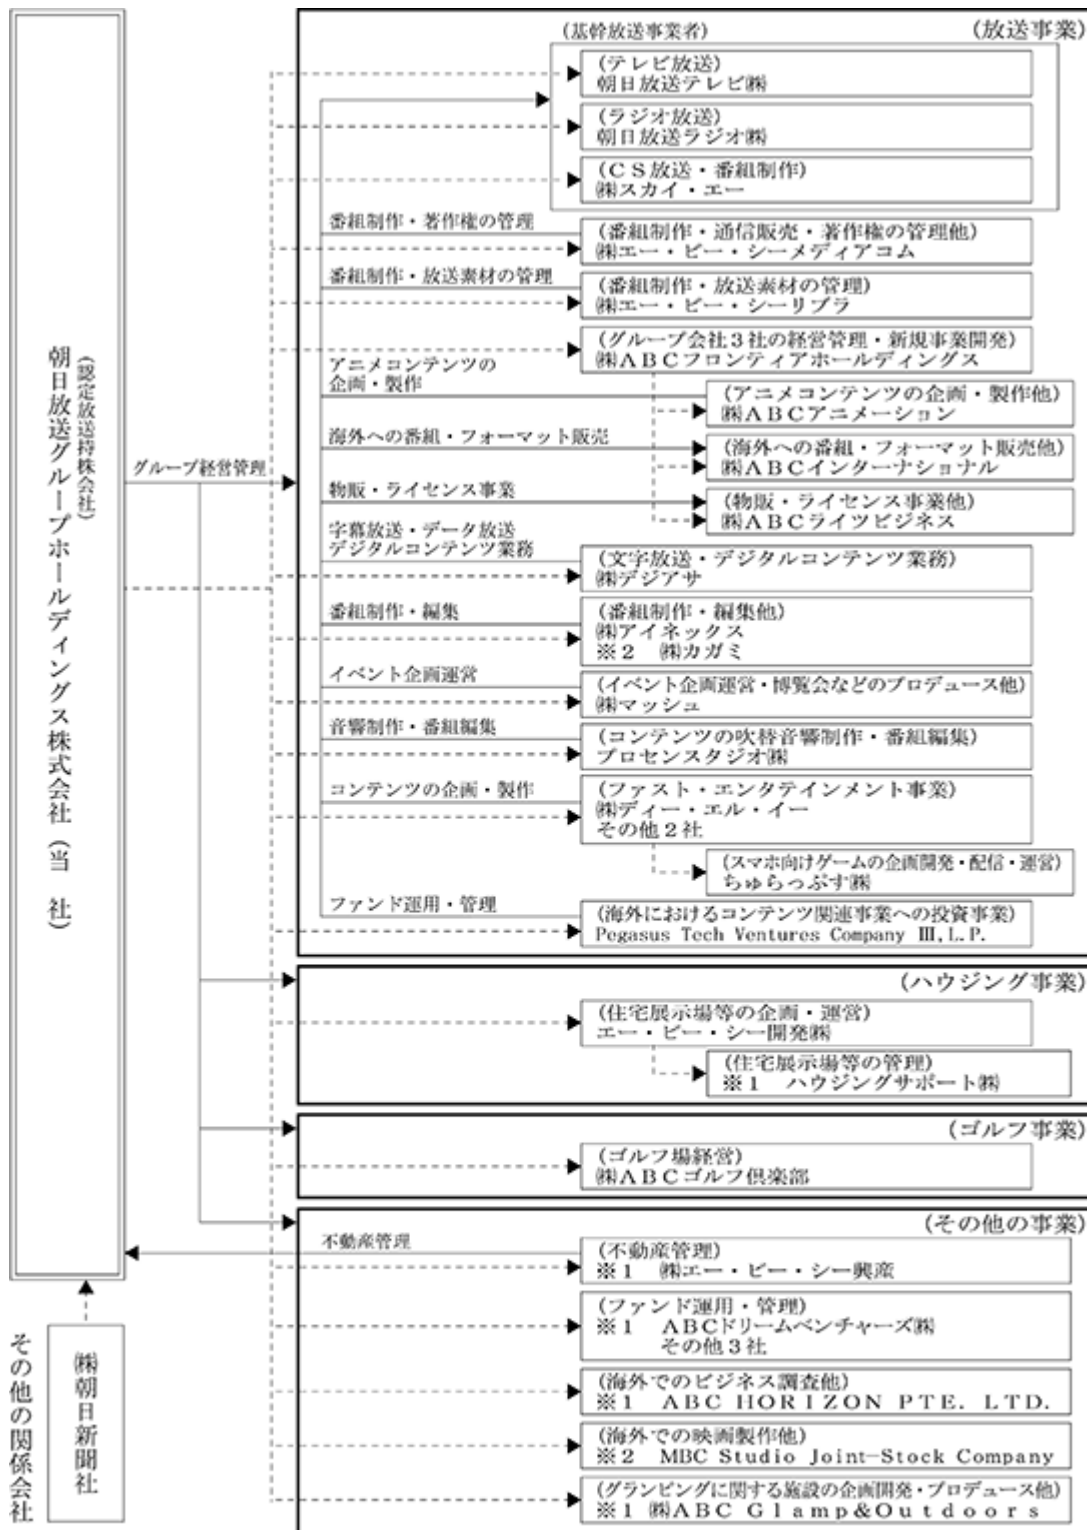 (認定放送持株会社)
朝日放送グループホールディングス株式会社(当 社)
グループ経営管理
(放送事業)
(基幹放送事業者)
(テレビ放送)
朝日放送テレビ㈱
(ラジオ放送)
朝日放送ラジオ㈱
(CS放送・番組制作)
㈱スカイ・エー
番組制作・著作権の管理
(番組制作・通信販売・著作権の管理他)
㈱エー・ビー・シーメディアコム
番組制作・放送素材の管理
(番組制作・放送素材の管理)
㈱エー・ビー・シーリブラ
(グループ会社3社の経営管理・新規事業開発)
㈱ABCフロンティアホールディングス
アニメコンテンツの
企画・製作
(アニメコンテンツの企画・製作他)
㈱ABCアニメーション
海外への番組・フォーマット販売
(海外への番組・フォーマット販売他)
㈱ABCインターナショナル
物販・ライセンス事業
(物販・ライセンス事業他)
㈱ABCライツビジネス
字幕放送・データ放送
デジタルコンテンツ業務
(文字放送・デジタルコンテンツ業務)
㈱デジアサ
番組制作・編集
(番組制作・編集他)
㈱アイネックス
※2 ㈱カガミ
イベント企画運営
(イベント企画運営・博覧会などのプロデュース他)
㈱マッシュ
音響制作・番組編集
(コンテンツの吹替音響制作・番組編集)
プロセンスタジオ㈱
コンテンツの企画・製作
(ファスト・エンタテインメント事業)
㈱ディー・エル・イー
その他2社
(スマホ向けゲームの企画開発・配信・運営)
ちゅらっぷす㈱
ファンド運用・管理
(海外におけるコンテンツ関連事業への投資事業)
Pegasus Tech Ventures Company Ⅲ,L.P.
(ハウジング事業)
(住宅展示場等の企画・運営)
エー・ビー・シー開発㈱
(住宅展示場等の管理)
※1 ハウジングサポート㈱
(ゴルフ事業)
(ゴルフ場経営)
㈱ABCゴルフ倶楽部
(その他の事業)
不動産管理
(不動産管理)
※1 ㈱エー・ビー・シー興産
(ファンド運用・管理)
※1 ABCドリームベンチャーズ㈱
その他3社
(海外でのビジネス調査他)
※1 ABC HORIZON PTE. LTD.
(海外での映画製作他)
※2 MBC Studio Joint-Stock Company
(グランピングに関する施設の企画開発・プロデュース他)
※1 ㈱ABC Glamp&Outdoors
㈱朝日新聞社
その他の関係会社